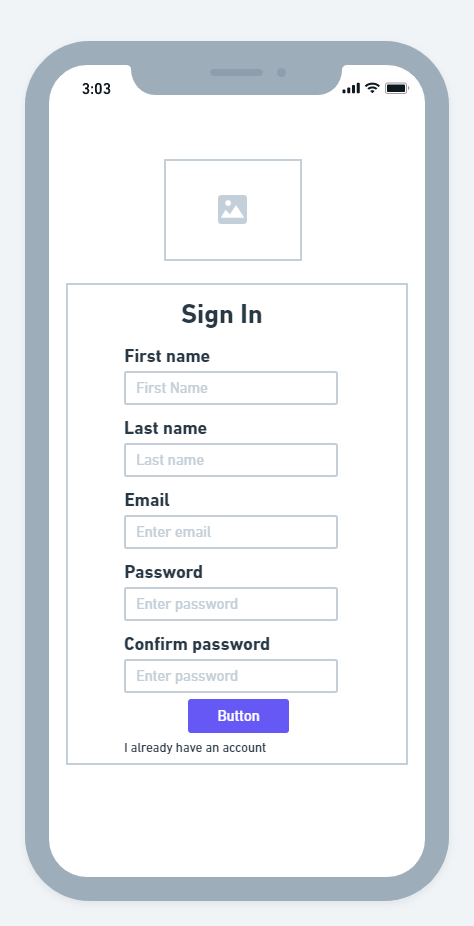 3:03
Sign In
First name
First Name
Last name
Last name
Email
Enter email
Password
Enter password
Confirm password
Enter password
Button
I already have an account